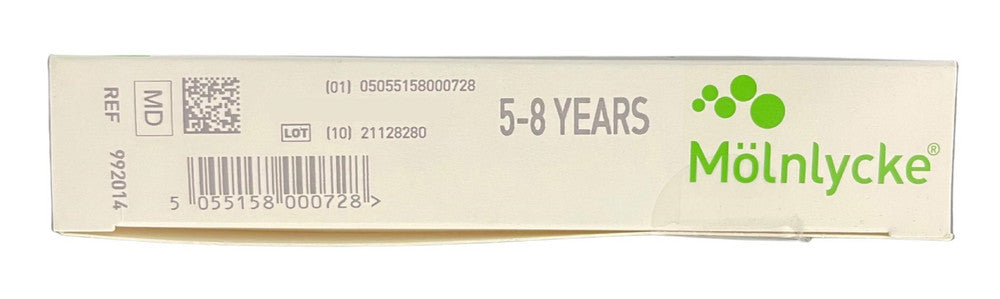 REF 992014
MD
(01) 05055158000728
LOT (10) 21128280
5 055158 000728 >
5-8 YEARS
Mölnlycke®